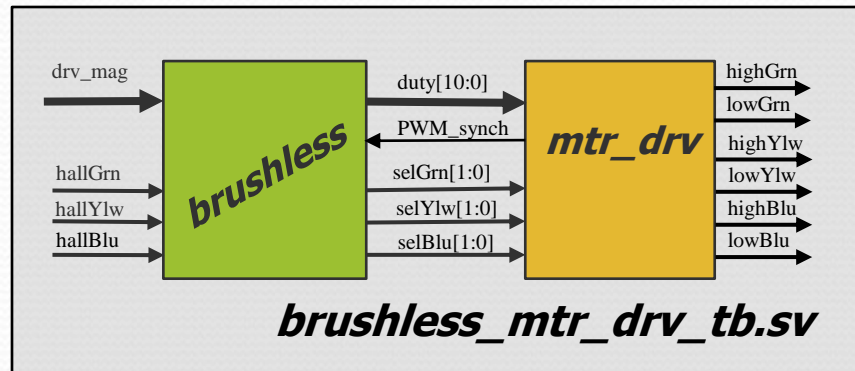 drv_mag
hallGrn
hallYlw
hallBlu
brushless
duty[10:0]
PWM_synch
selGrn[1:0]
selYlw[1:0]
selBlu[1:0]
mtr_drv
highGrn
lowGrn
highYlw
lowYlw
highBlu
lowBlu
brushless_mtr_drv_tb.sv